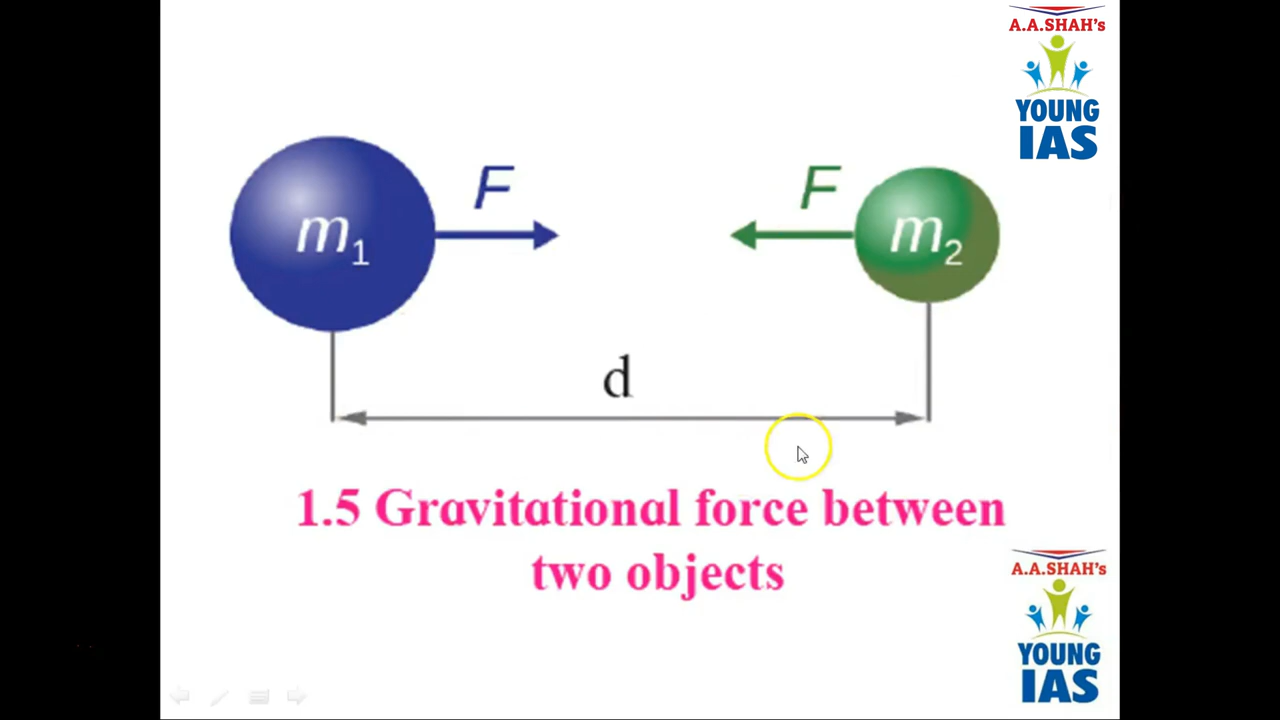 A.A.SHAH's
YOUNG
IAS
F
F
m1
m2
d
1.5 Gravitational force between
two objects
A.A.SHAH's
YOUNG
IAS